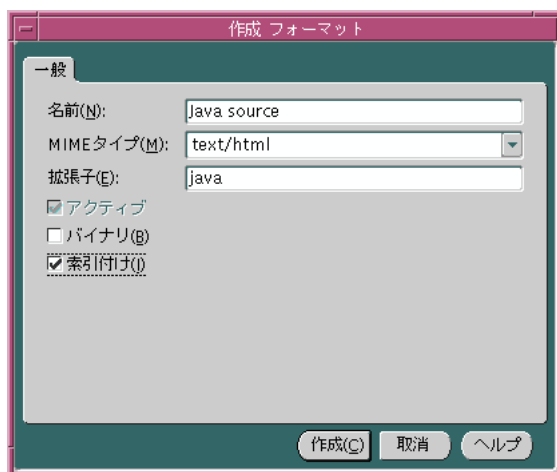 作成 フォーマット
一般
名前(N): Java source
MIMEタイプ(M): text/html
拡張子(E): java
アクティブ
バイナリ(B)
索引付け(I)
作成(C) 取消 ヘルプ